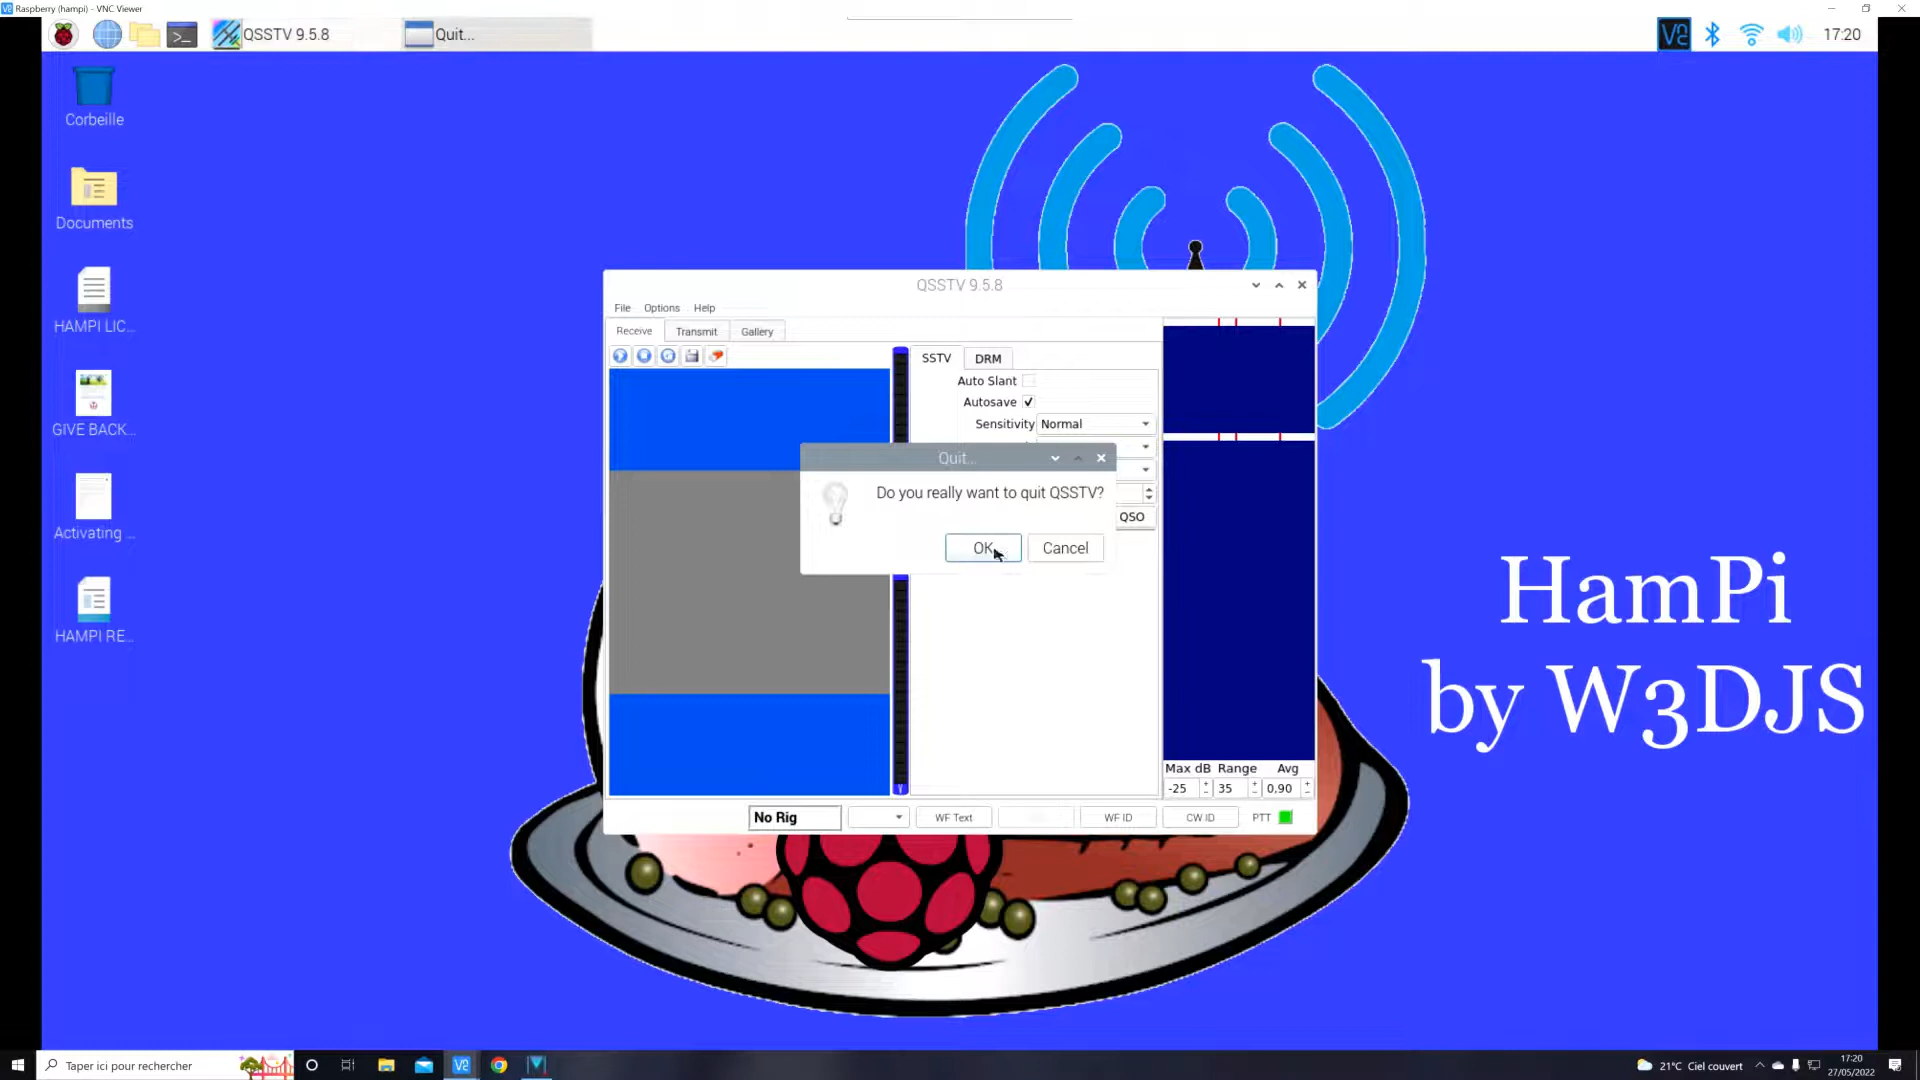 Raspberry (hampi) - VNC Viewer
QSSTV 9.5.8
Quit...
17:20
Corbeille
Documents
HAMPI LIC...
GIVE BACK...
Activating ...
HAMPI RE...
QSSTV 9.5.8
File Options Help
Receive Transmit Gallery
SSTV DRM
Auto Slant
Autosave
Sensitivity Normal
Quit...
Do you really want to quit QSSTV?
OK Cancel
QSO
Max dB Range Avg
-25 35 0,90
No Rig
WF Text
WF ID
CW ID
PTT
HamPi
by W3DJS
Taper ici pour rechercher
21°C Ciel couvert
17:20
27/05/2022